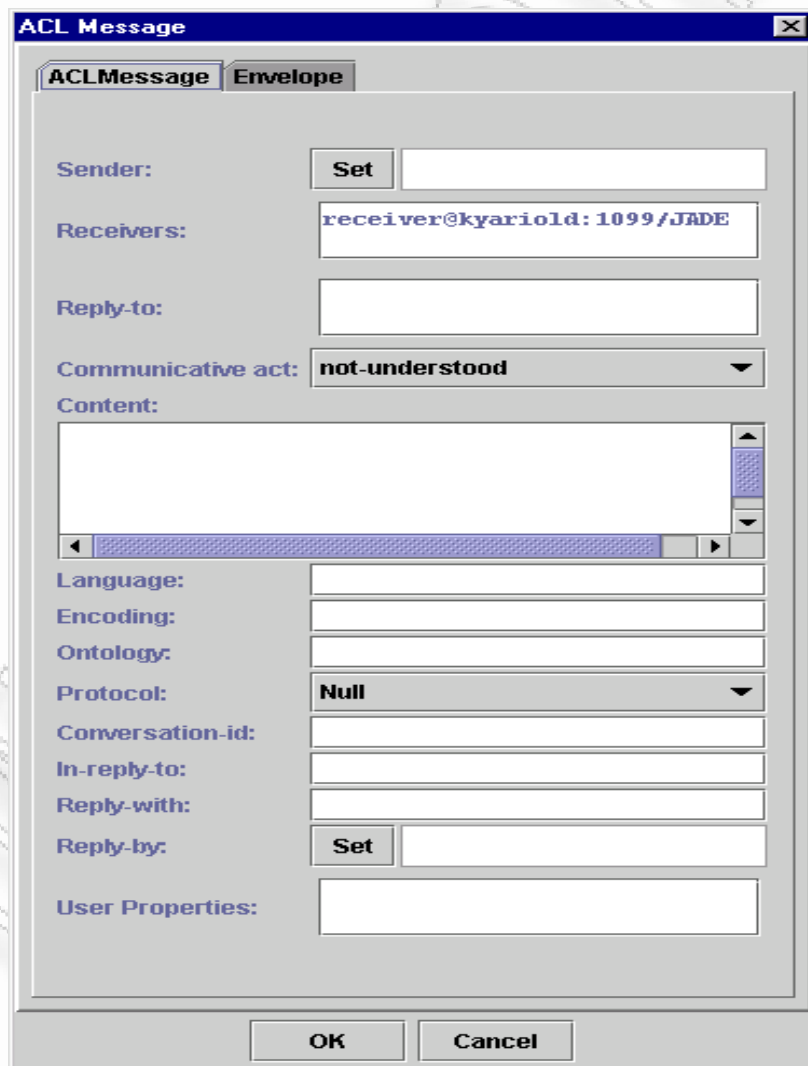 ACL Message
ACLMessage Envelope
Sender: Set
Receivers: receiver@kyariold:1099/JADE
Reply-to:
Communicative act: not-understood
Content:
Language:
Encoding:
Ontology:
Protocol: Null
Conversation-id:
In-reply-to:
Reply-with:
Reply-by: Set
User Properties:
OK Cancel